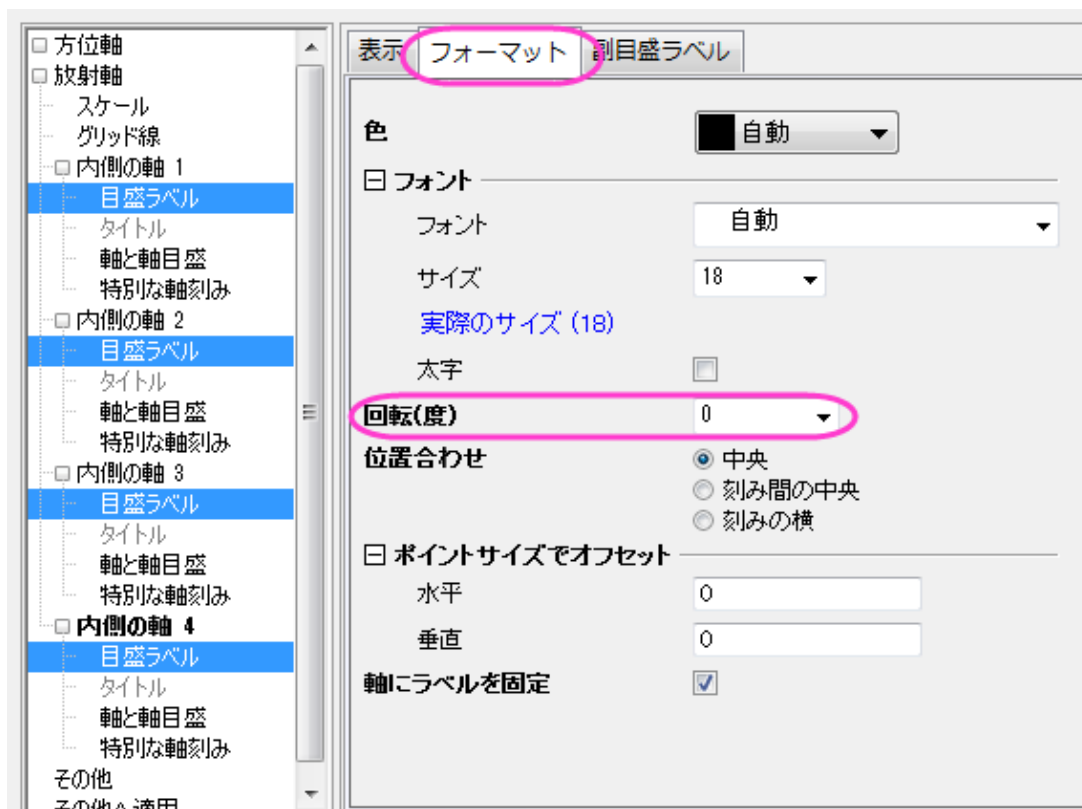 方位軸
放射軸
スケール
グリッド線
内側の軸 1
目盛ラベル
タイトル
軸と軸目盛
特別な軸刻み
内側の軸 2
目盛ラベル
タイトル
軸と軸目盛
特別な軸刻み
内側の軸 3
目盛ラベル
タイトル
軸と軸目盛
特別な軸刻み
内側の軸 4
目盛ラベル
タイトル
軸と軸目盛
特別な軸刻み
その他
その他へ適用
表示 フォーマット 副目盛ラベル
色 自動
フォント
フォント 自動
サイズ 18
実際のサイズ (18)
太字
回転(度) 0
位置合わせ 中央
刻み間の中央
刻みの横
ポイントサイズでオフセット
水平 0
垂直 0
軸にラベルを固定